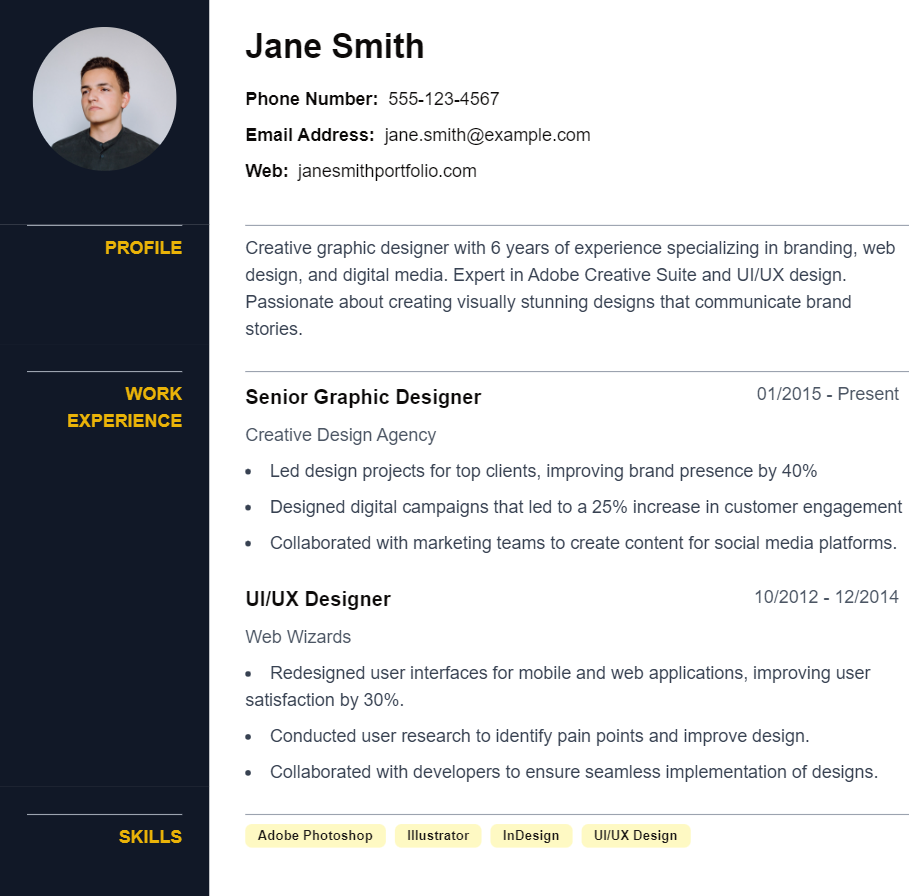 Jane Smith
Phone Number: 555-123-4567
Email Address: jane.smith@example.com
Web: janesmithportfolio.com
PROFILE
Creative graphic designer with 6 years of experience specializing in branding, web
design, and digital media. Expert in Adobe Creative Suite and UI/UX design.
Passionate about creating visually stunning designs that communicate brand
stories.
WORK
EXPERIENCE
Senior Graphic Designer 01/2015 - Present
Creative Design Agency
• Led design projects for top clients, improving brand presence by 40%
• Designed digital campaigns that led to a 25% increase in customer engagement
• Collaborated with marketing teams to create content for social media platforms.
UI/UX Designer 10/2012 - 12/2014
Web Wizards
• Redesigned user interfaces for mobile and web applications, improving user
satisfaction by 30%.
• Conducted user research to identify pain points and improve design.
• Collaborated with developers to ensure seamless implementation of designs.
SKILLS
Adobe Photoshop Illustrator InDesign UI/UX Design